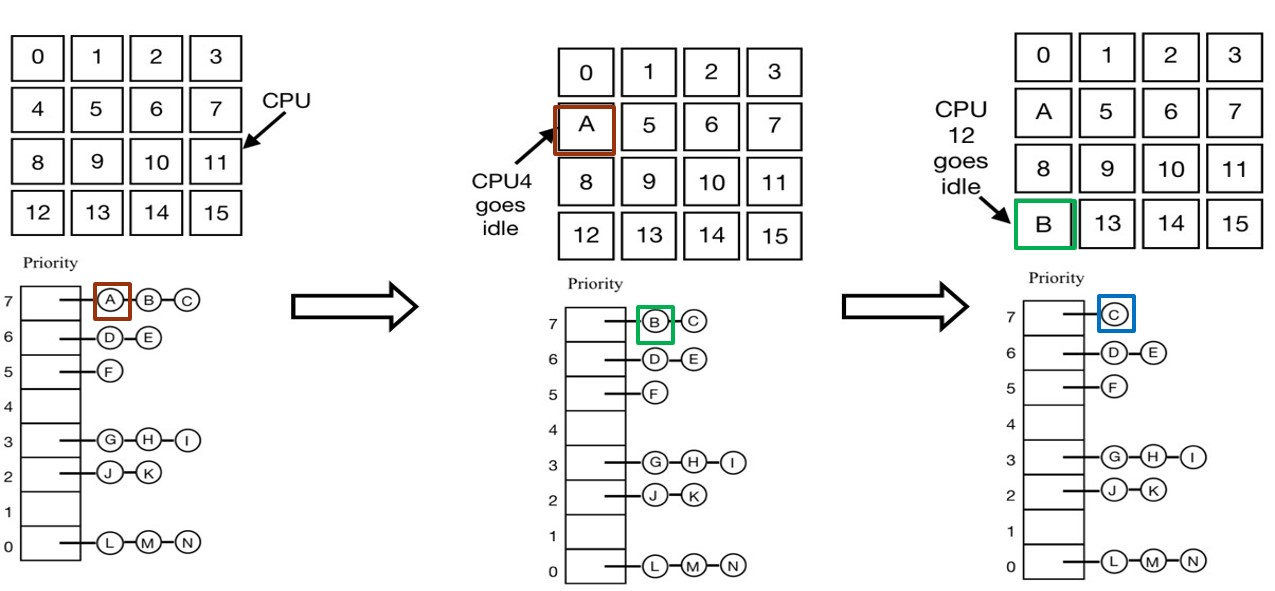 0 1 2 3
4 5 6 7
8 9 10 11
12 13 14 15
CPU
Priority
7 A B C
6 D E
5 F
4
3 G H I
2 J K
1
0 L M N
0 1 2 3
A 5 6 7
8 9 10 11
12 13 14 15
CPU4
goes
idle
Priority
7 B C
6 D E
5 F
4
3 G H I
2 J K
1
0 L M N
0 1 2 3
A 5 6 7
8 9 10 11
B 13 14 15
CPU
12
goes
idle
Priority
7 C
6 D E
5 F
4
3 G H I
2 J K
1
0 L M N